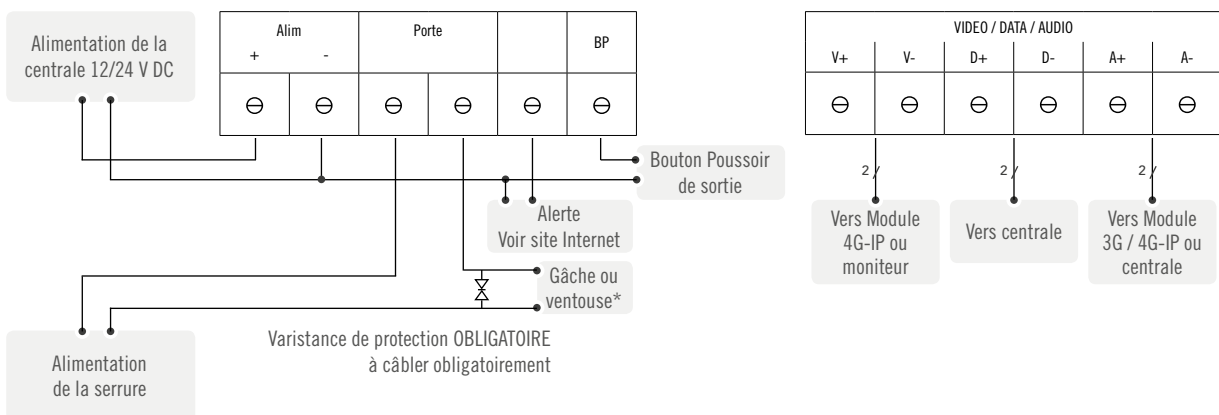 Alimentation de la
centrale 12/24 V DC
Alim
+ -
Porte
BP
Bouton Poussoir
de sortie
Alerte
Voir site Internet
Gâche ou
ventouse*
Varistance de protection OBLIGATOIRE
à câbler obligatoirement
Alimentation
de la serrure
VIDEO / DATA / AUDIO
V+ V- D+ D- A+ A-
2 / 2 / 2 /
Vers Module
4G-IP ou
moniteur
Vers centrale
Vers Module
3G / 4G-IP ou
centrale